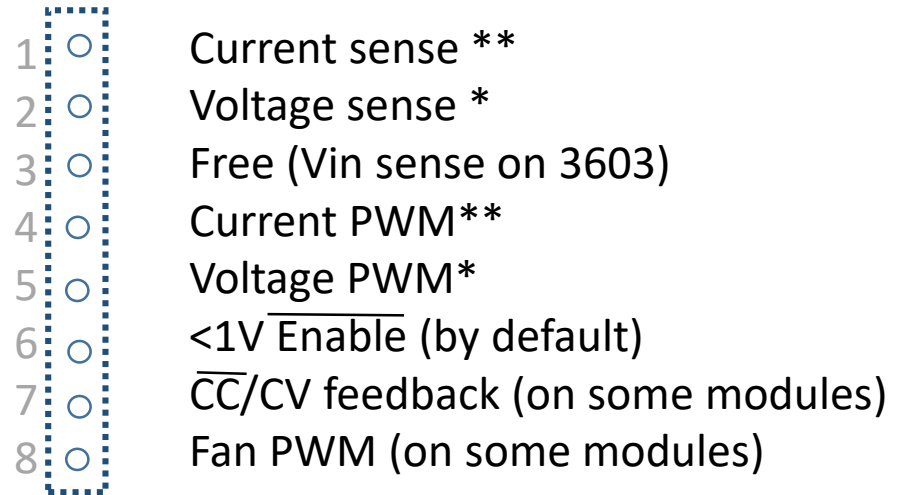 1 Current sense **
2 Voltage sense *
3 Free (Vin sense on 3603)
4 Current PWM**
5 Voltage PWM*
6 <1V Enable (by default)
7 CC/CV feedback (on some modules)
8 Fan PWM (on some modules)